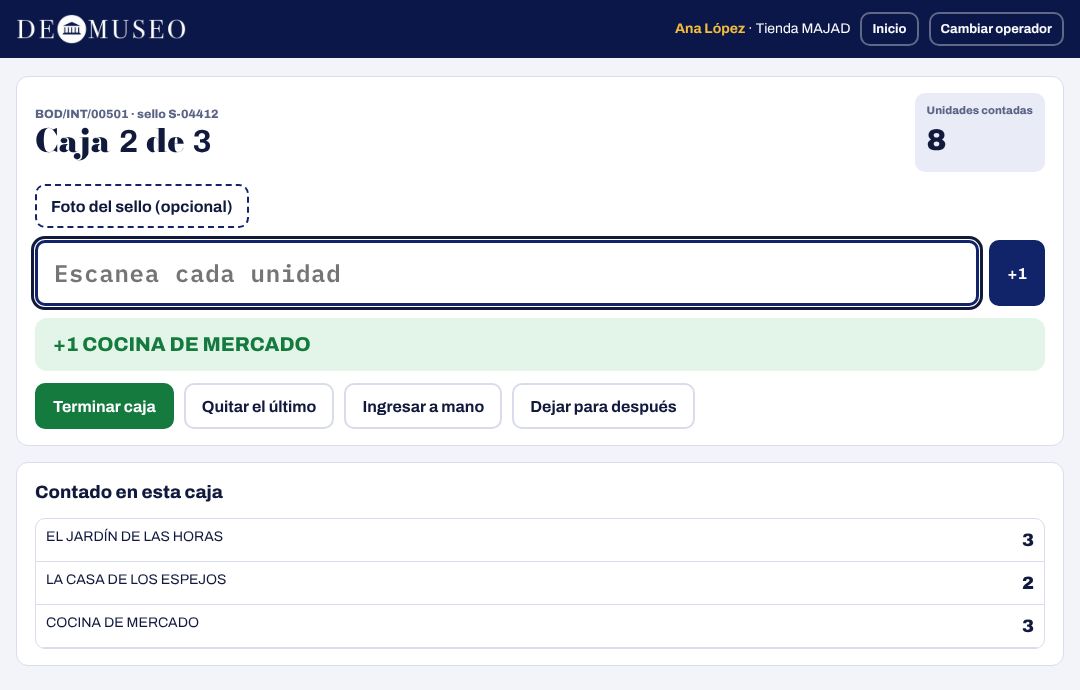 DE MUSEO
Ana López · Tienda MAJAD
Inicio
Cambiar operador
BOD/INT/00501 · sello S-04412
Caja 2 de 3
Unidades contadas
8
Foto del sello (opcional)
Escanea cada unidad
+1
+1 COCINA DE MERCADO
Terminar caja
Quitar el último
Ingresar a mano
Dejar para después
Contado en esta caja
EL JARDÍN DE LAS HORAS 3
LA CASA DE LOS ESPEJOS 2
COCINA DE MERCADO 3